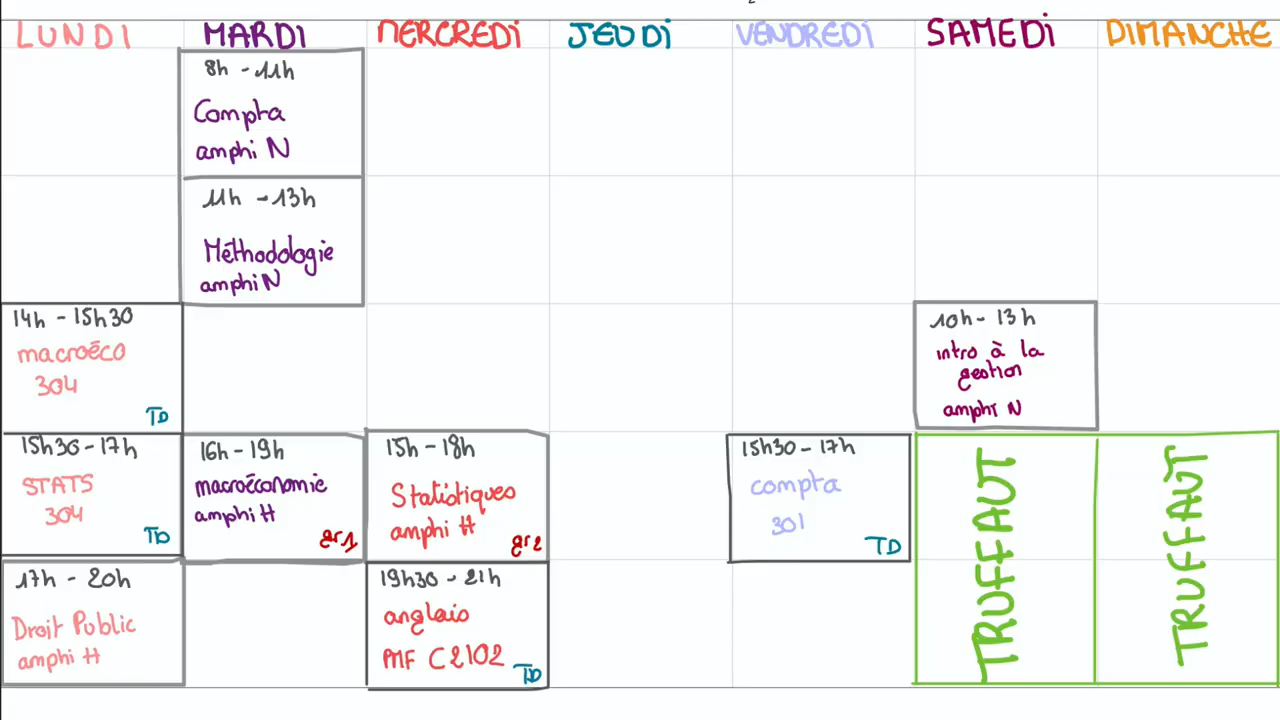 LUNDI
MARDI
MERCREDI
JEUDI
VENDREDI
SAMEDI
DIMANCHE
8h - 11h
Compta
amphi N
11h - 13h
Méthodologie
amphi N
14h - 15h30
macroéco
304
TD
10h - 13h
intro à la
gestion
amphi N
15h30 - 17h
STATS
304
TD
16h - 19h
macroéconomie
amphi H
gr1
15h - 18h
Statistiques
amphi H
gr2
15h30 - 17h
compta
301
TD
TRUFFAUT
TRUFFAUT
17h - 20h
Droit Public
amphi H
19h30 - 21h
anglais
MF C2102
TD